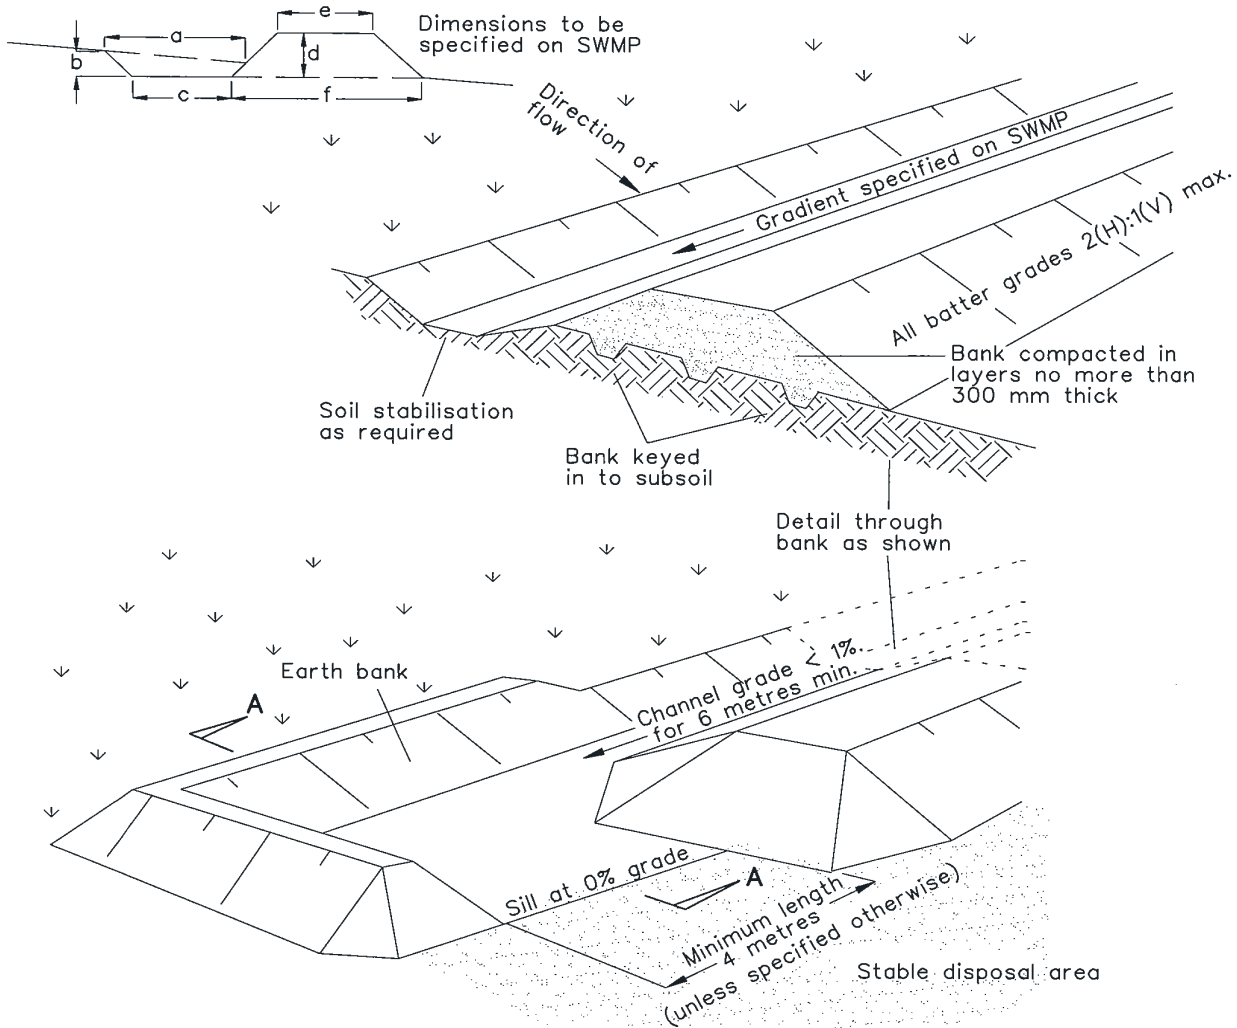 e
Dimensions to be
specified on SWMP
a
b
d
c
f
Direction of
flow
Gradient specified on SWMP
All batter grades 2(H):1(V) max.
Bank compacted in
layers no more than
300 mm thick
Soil stabilisation
as required
Bank keyed
in to subsoil
Detail through
bank as shown
Earth bank
Channel grade < 1%.
for 6 metres min.
A
Sill at 0% grade
A
Minimum length
4 metres
(unless specified otherwise)
Stable disposal area